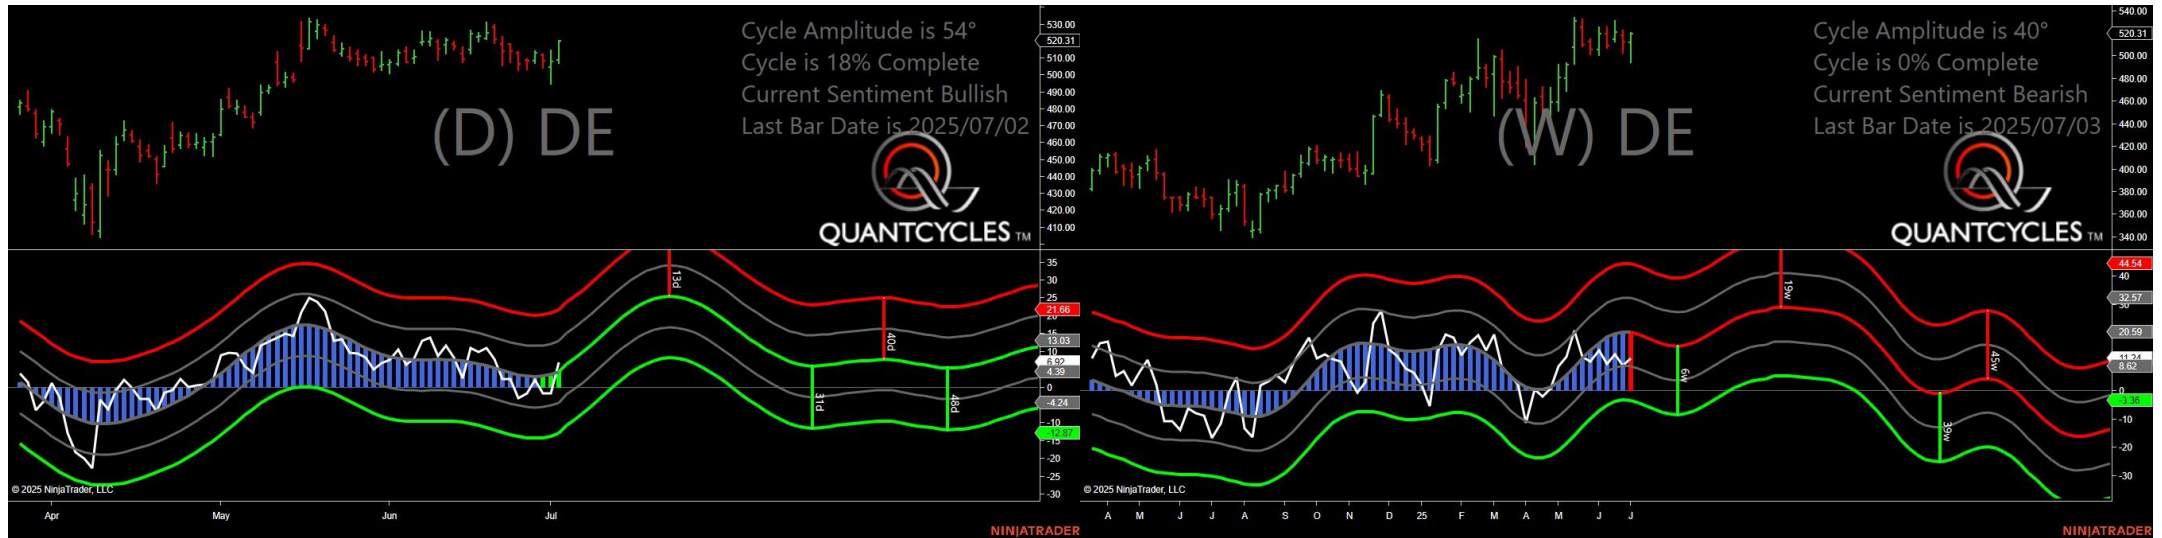 Cycle Amplitude is 54°
Cycle is 18% Complete
Current Sentiment Bullish
Last Bar Date is 2025/07/02
(D) DE
QUANTCYCLES TM
530.00
520.31
510.00
500.00
490.00
480.00
470.00
460.00
450.00
440.00
430.00
420.00
410.00
35
30
25
21.66
20
15
13.03
10
6.92
4.39
0
-4.24
-10
-12.87
-15
-20
-25
-30
13d
31d
40d
48d
© 2025 NinjaTrader, LLC
Apr May Jun Jul
NINJATRADER
Cycle Amplitude is 40°
Cycle is 0% Complete
Current Sentiment Bearish
Last Bar Date is 2025/07/03
(W) DE
QUANTCYCLES TM
540.00
520.31
500.00
480.00
460.00
440.00
420.00
400.00
380.00
360.00
340.00
44.54
40
32.57
30
20.59
11.24
8.62
0
-3.36
-10
-20
-30
6w
19w
39w
45w
© 2025 NinjaTrader, LLC
A M J J A S O N D 25 F M A M J J
NINJATRADER